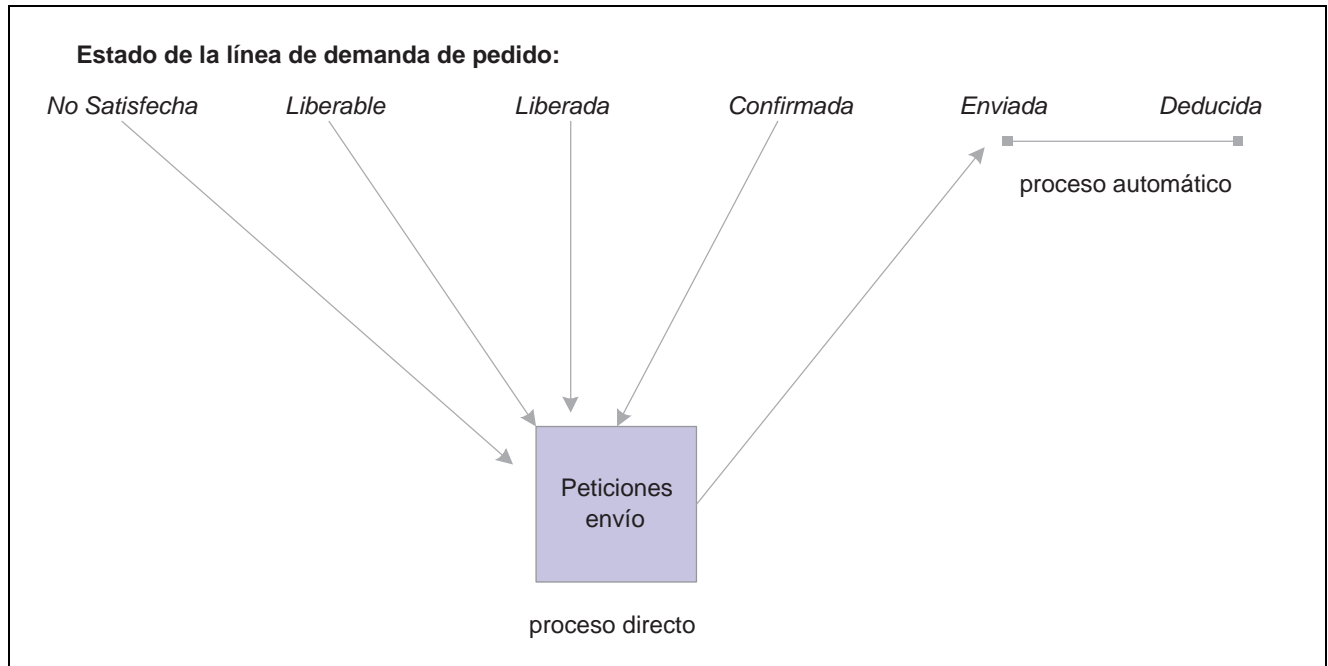 Estado de la línea de demanda de pedido:
No Satisfecha Liberable Liberada Confirmada Enviada Deducida
proceso automático
Peticiones
envío
proceso directo